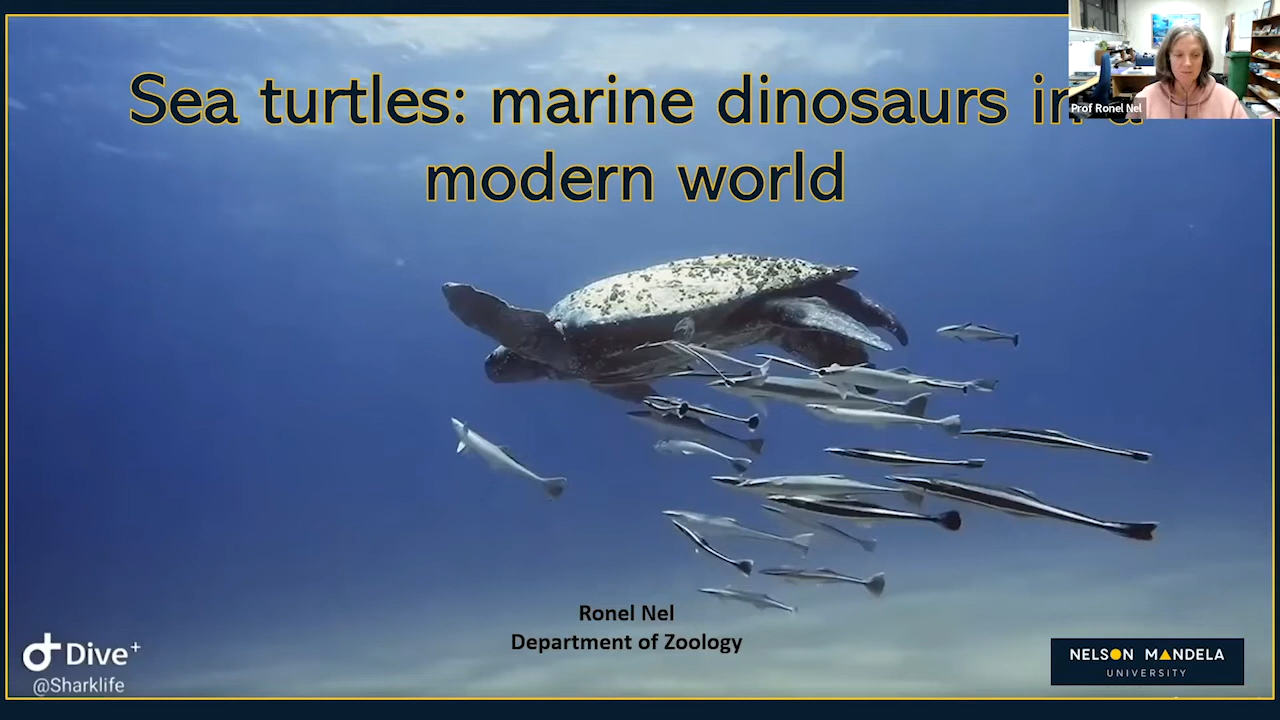 Sea turtles: marine dinosaurs in a
modern world
Prof Ronel Nel
Ronel Nel
Department of Zoology
Dive+
@Sharklife
NELSON MANDELA
UNIVERSITY